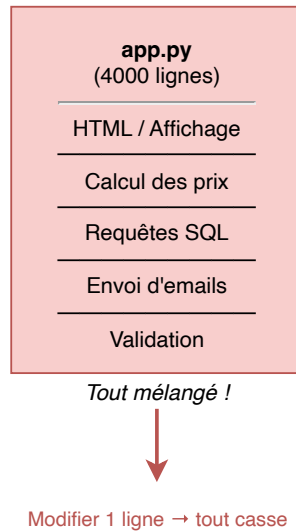 app.py
(4000 lignes)
HTML / Affichage
Calcul des prix
Requêtes SQL
Envoi d'emails
Validation
Tout mélangé !
Modifier 1 ligne → tout casse